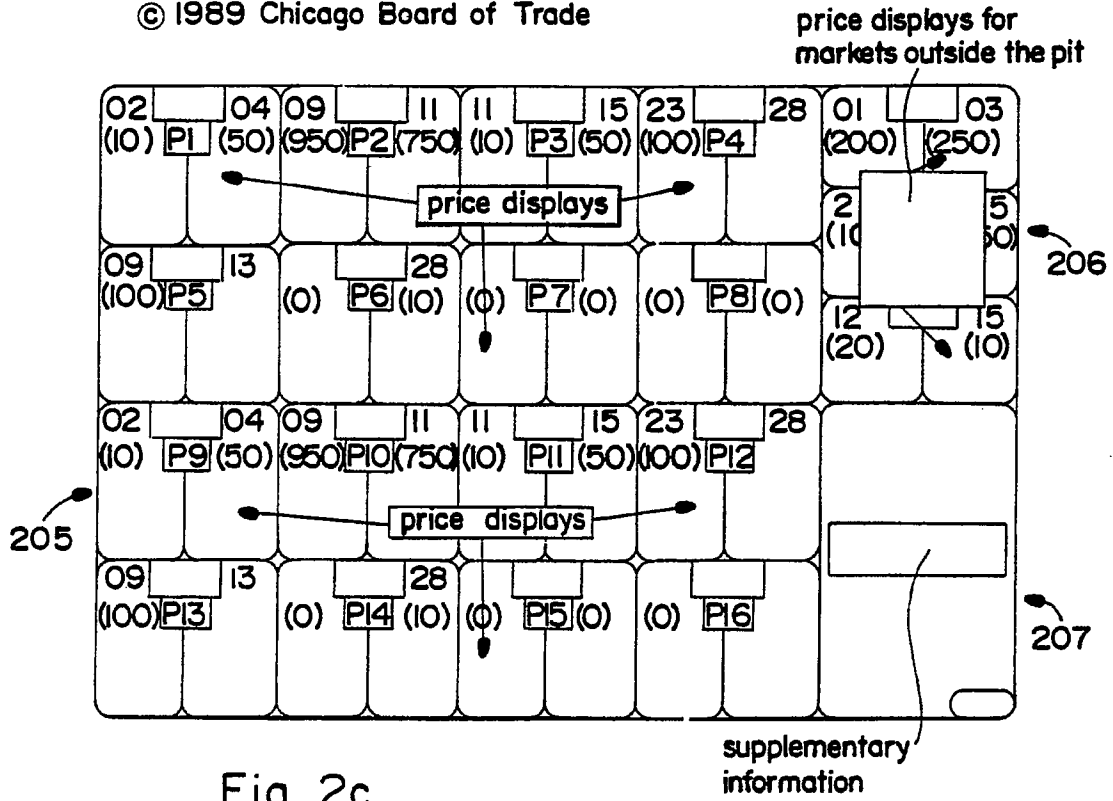 © 1989 Chicago Board of Trade
price displays for
markets outside the pit
02 04 09 11 11 15 23 28 01 03
(10) P1 (50) (950) P2 (750) (10) P3 (50) (100) P4 (200) (250)
price displays
2 5
206
09 13 28
(100) P5 (0) P6 (10) (0) P7 (0) (0) P8 (0)
12 15
(20) (10)
02 04 09 11 11 15 23 28
(10) P9 (50) (950) P10 (750) (10) P11 (50) (100) P12
205
price displays
09 13 28
(100) P13 (0) P14 (10) (0) P15 (0) (0) P16
207
supplementary
information
Fig. 2c